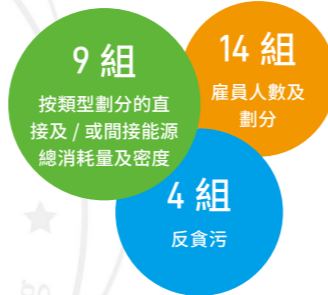 9 組
按類型劃分的直
接及 / 或間接能源
總消耗量及密度
14 組
雇員人數及
劃分
4 組
反貪污